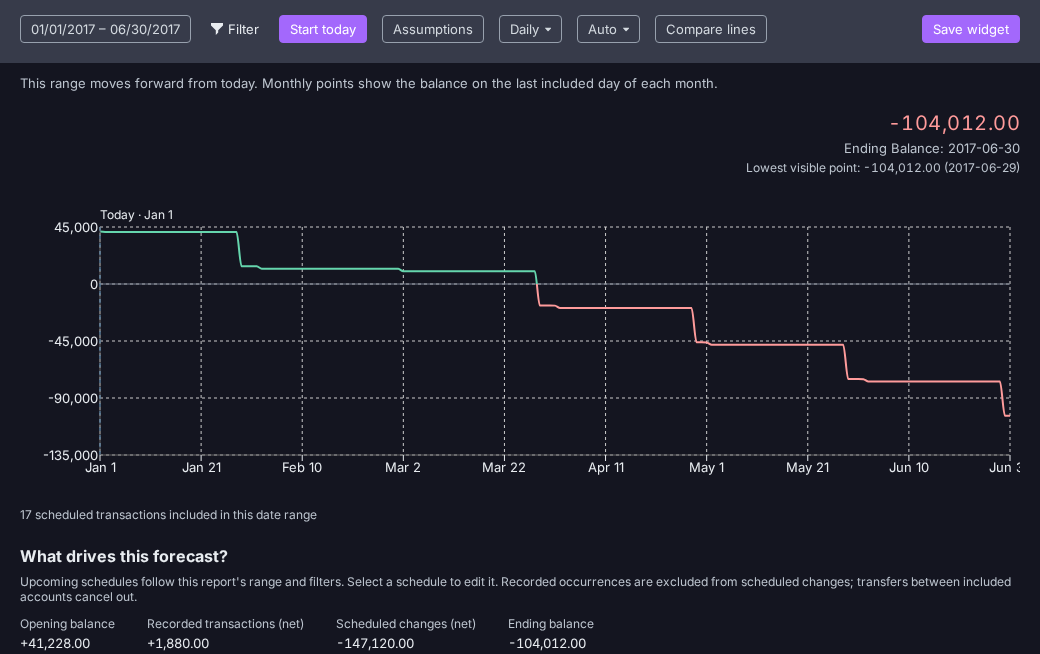 01/01/2017 – 06/30/2017 Filter Start today Assumptions Daily Auto Compare lines Save widget
This range moves forward from today. Monthly points show the balance on the last included day of each month.
-104,012.00
Ending Balance: 2017-06-30
Lowest visible point: -104,012.00 (2017-06-29)
Today · Jan 1
45,000
0
-45,000
-90,000
-135,000
Jan 1 Jan 21 Feb 10 Mar 2 Mar 22 Apr 11 May 1 May 21 Jun 10 Jun 3
17 scheduled transactions included in this date range
What drives this forecast?
Upcoming schedules follow this report's range and filters. Select a schedule to edit it. Recorded occurrences are excluded from scheduled changes; transfers between included
accounts cancel out.
Opening balance Recorded transactions (net) Scheduled changes (net) Ending balance
+41,228.00 +1,880.00 -147,120.00 -104,012.00